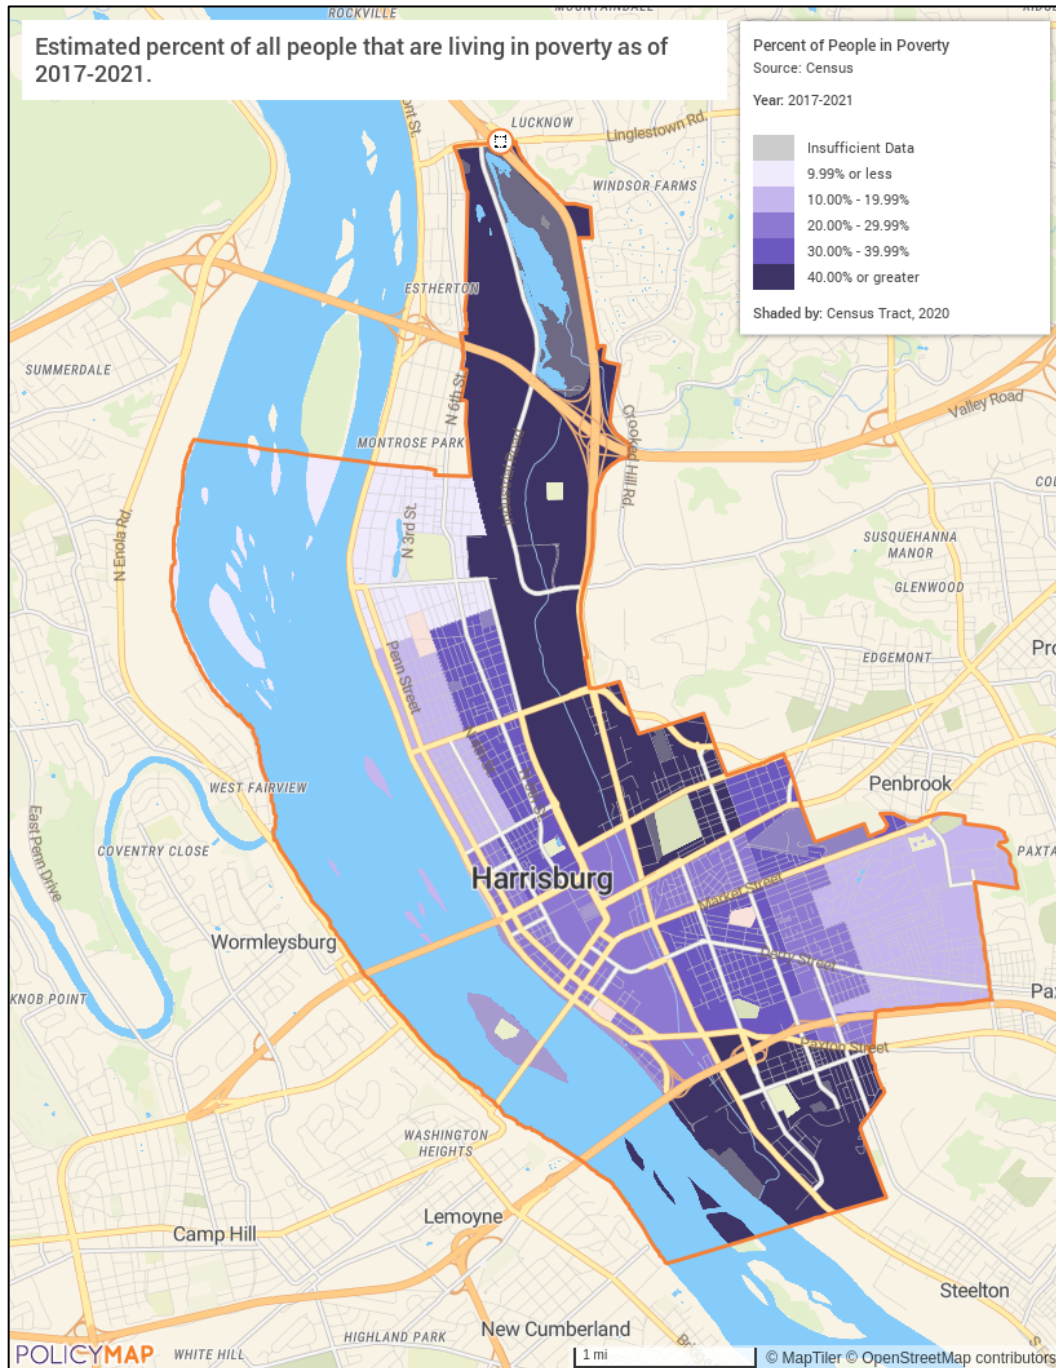 ROCKVILLE
MOUNTAINDALE
Estimated percent of all people that are living in poverty as of
2017-2021.
Percent of People in Poverty
Source: Census
Year: 2017-2021
Insufficient Data
9.99% or less
10.00% - 19.99%
20.00% - 29.99%
30.00% - 39.99%
40.00% or greater
Shaded by: Census Tract, 2020
LUCKNOW
Linglestown Rd.
WINDSOR FARMS
ESTHERTON
SUMMERDALE
N 6th St.
Valley Road
Crooked Hill Rd.
MONTROSE PARK
Industrial Road
N Enola Rd.
N 3rd St.
SUSQUEHANNA
MANOR
GLENWOOD
EDGEMONT
Penn Street
WEST FAIRVIEW
Penbrook
East Penn Drive
COVENTRY CLOSE
PAXTA
Harrisburg
Market Street
Wormleysburg
Derry Street
KNOB POINT
Pax
Paxton Street
WASHINGTON
HEIGHTS
Lemoyne
Camp Hill
Steelton
New Cumberland
HIGHLAND PARK
POLICYMAP
WHITE HILL
1 mi
© MapTiler © OpenStreetMap contributors